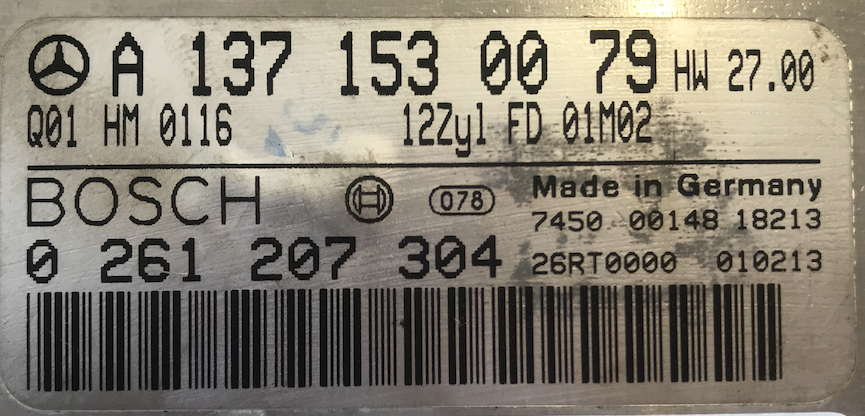 A 137 153 00 79 HW 27.00
Q01 HM 0116 12Zyl FD 01M02
BOSCH 078 Made in Germany
7450 00148 18213
0 261 207 304 26RT0000 010213